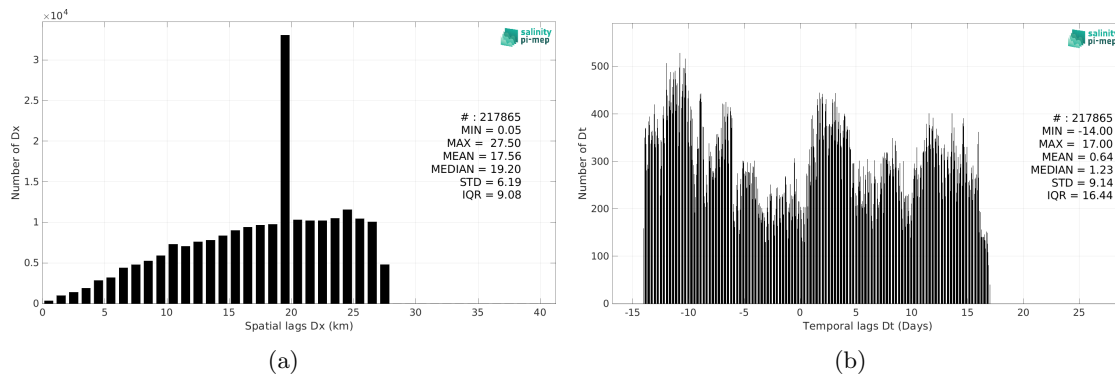 ×10⁴
3
2.5
2
1.5
1
0.5
0
Number of Dx
0 5 10 15 20 25 30 35 40
Spatial lags Dx (km)
salinity
pi-mep
# : 217865
MIN = 0.05
MAX = 27.50
MEAN = 17.56
MEDIAN = 19.20
STD = 6.19
IQR = 9.08
(a)
500
400
300
200
100
0
Number of Dt
-15 -10 -5 0 5 10 15 20 25
Temporal lags Dt (Days)
salinity
pi-mep
# : 217865
MIN = -14.00
MAX = 17.00
MEAN = 0.64
MEDIAN = 1.23
STD = 9.14
IQR = 16.44
(b)